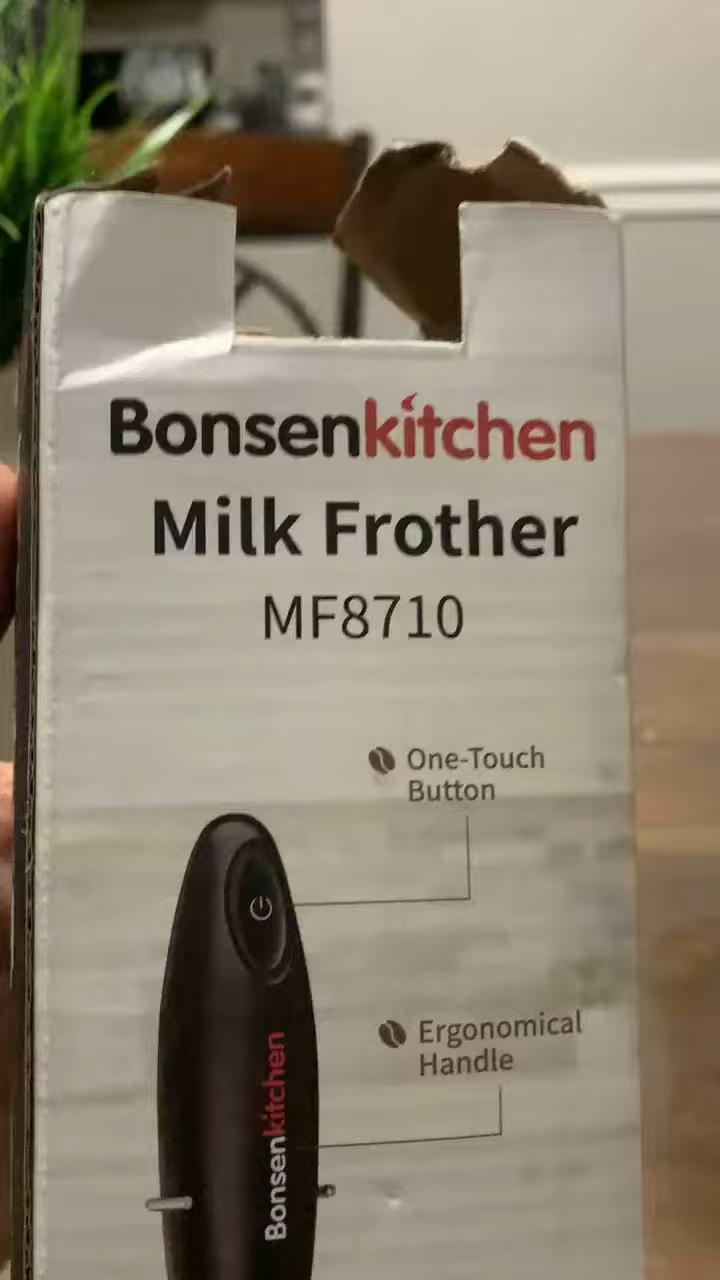 Bonsenkitchen
Milk Frother
MF8710
One-Touch
Button
Ergonomical
Handle
Bonsenkitchen